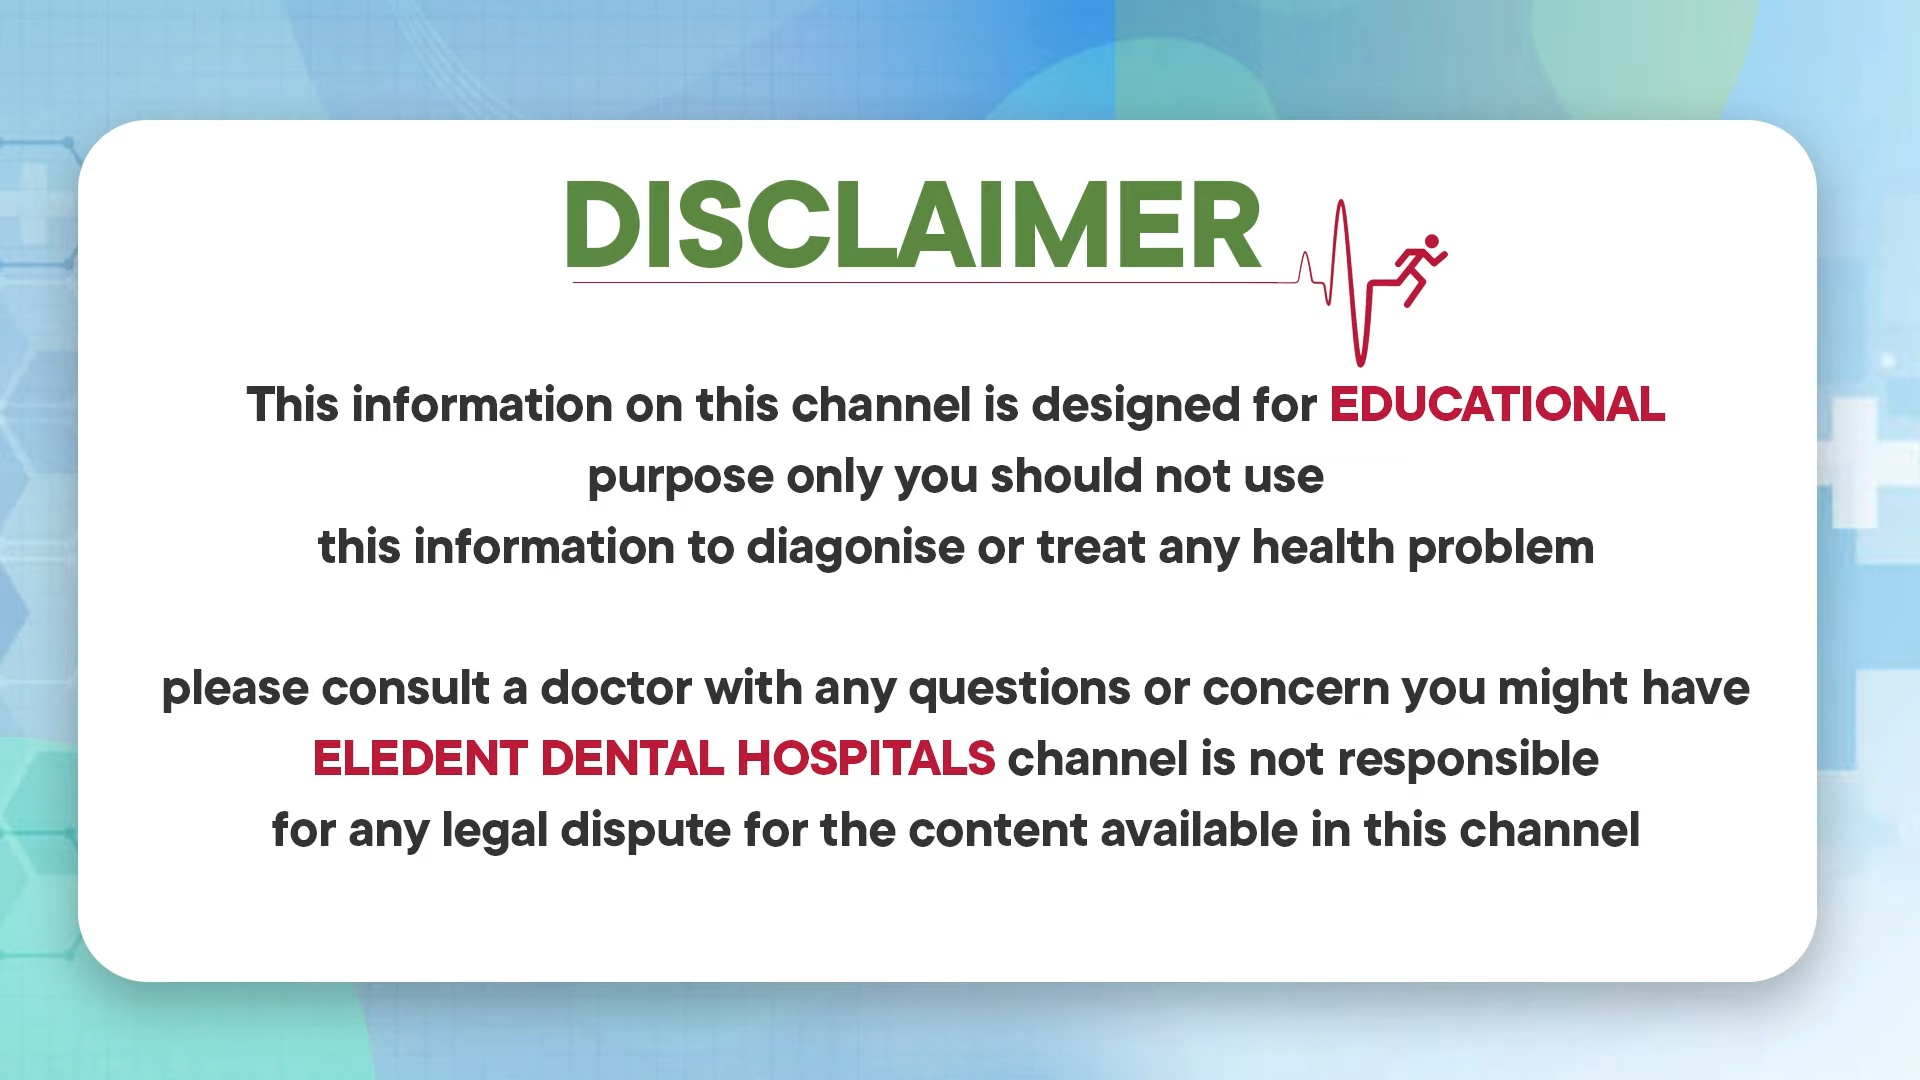 DISCLAIMER
This information on this channel is designed for EDUCATIONAL
purpose only you should not use
this information to diagonise or treat any health problem
please consult a doctor with any questions or concern you might have
ELEDENT DENTAL HOSPITALS channel is not responsible
for any legal dispute for the content available in this channel